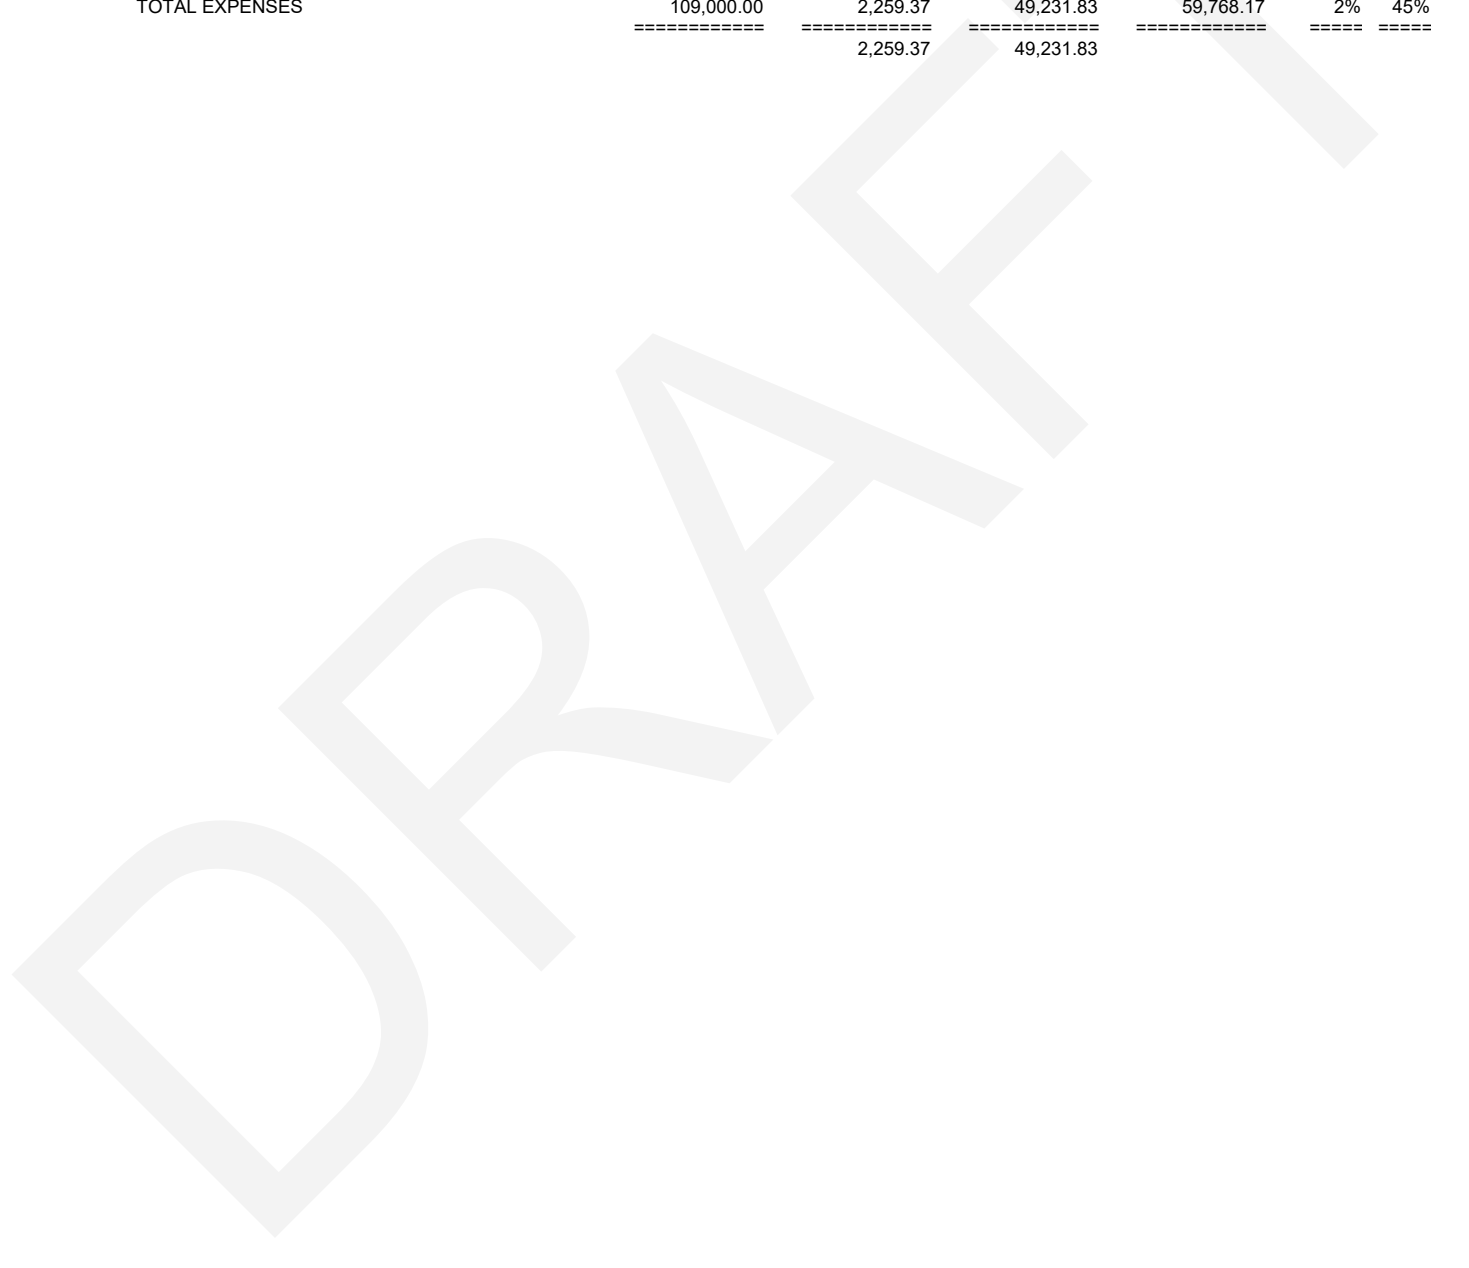 TOTAL EXPENSES 109,000.00 2,259.37 49,231.83 59,768.17 2% 45%
============ ============ ============ ============ ===== =====
2,259.37 49,231.83
DRAFT